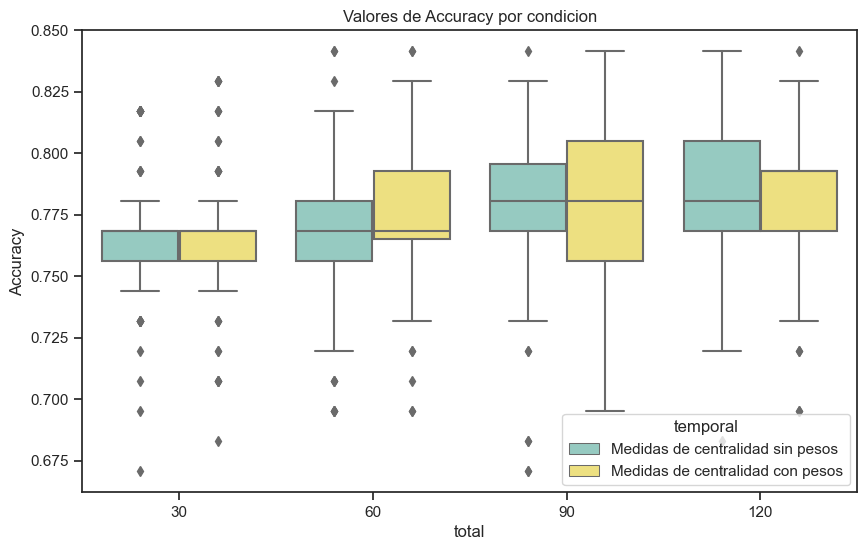 Valores de Accuracy por condicion
0.850
0.825
0.800
0.775
0.750
0.725
0.700
0.675
Accuracy
30
60
90
120
total
temporal
Medidas de centralidad sin pesos
Medidas de centralidad con pesos